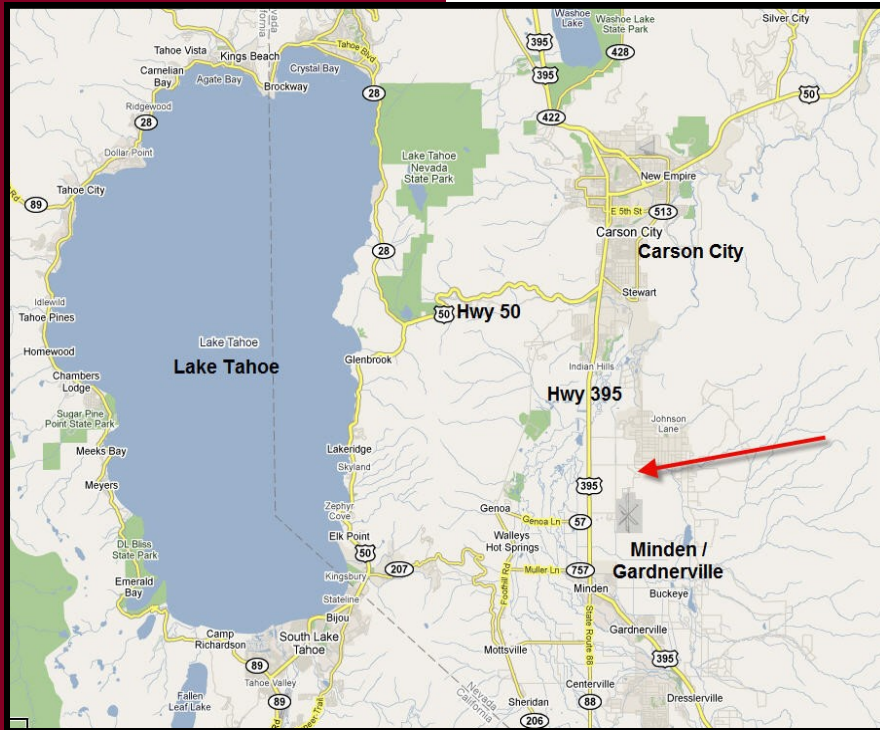 Nevada
California
Washoe
Lake
Washoe Lake
State Park
Silver City
395
428
395
Tahoe Vista
Kings Beach
Tahoe Blvd
Crystal Bay
Carnelian
Bay
Agate Bay
Brockway
28
50
Ridgewood
28
422
Dollar Point
Lake Tahoe
Nevada
State Park
New Empire
Tahoe City
Rd
89
E 5th St
513
Carson City
Carson City
28
Stewart
Idlewild
Tahoe Pines
50
Hwy 50
Lake Tahoe
Lake Tahoe
Homewood
Glenbrook
Indian Hills
Chambers
Lodge
Hwy 395
Sugar Pine
Point State Park
Johnson
Lane
Meeks Bay
Lakeridge
Skyland
Meyers
395
Zephyr
Cove
Genoa
Genoa Ln
57
Elk Point
Walleys
Hot Springs
DL Bliss
State Park
50
207
Minden /
Gardnerville
Emerald
Bay
Kingsbury
Foothill Rd
Muller Ln
757
Minden
Buckeye
Stateline
Bijou
Camp
Richardson
South Lake
Tahoe
State Route 88
Gardnerville
89
Mottsville
395
Tahoe Valley
Centerville
Fallen
Leaf Lake
89
Pioneer Trail
Nevada
California
Sheridan
88
Dresslerville
206